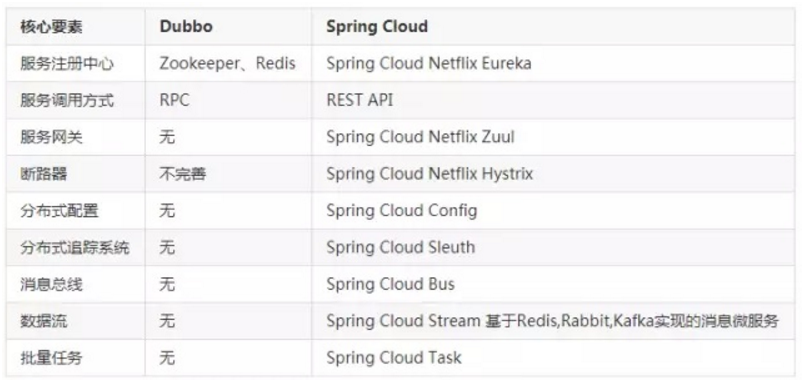 核心要素 Dubbo Spring Cloud
服务注册中心 Zookeeper、Redis Spring Cloud Netflix Eureka
服务调用方式 RPC REST API
服务网关 无 Spring Cloud Netflix Zuul
断路器 不完善 Spring Cloud Netflix Hystrix
分布式配置 无 Spring Cloud Config
分布式追踪系统 无 Spring Cloud Sleuth
消息总线 无 Spring Cloud Bus
数据流 无 Spring Cloud Stream 基于Redis,Rabbit,Kafka实现的消息微服务
批量任务 无 Spring Cloud Task